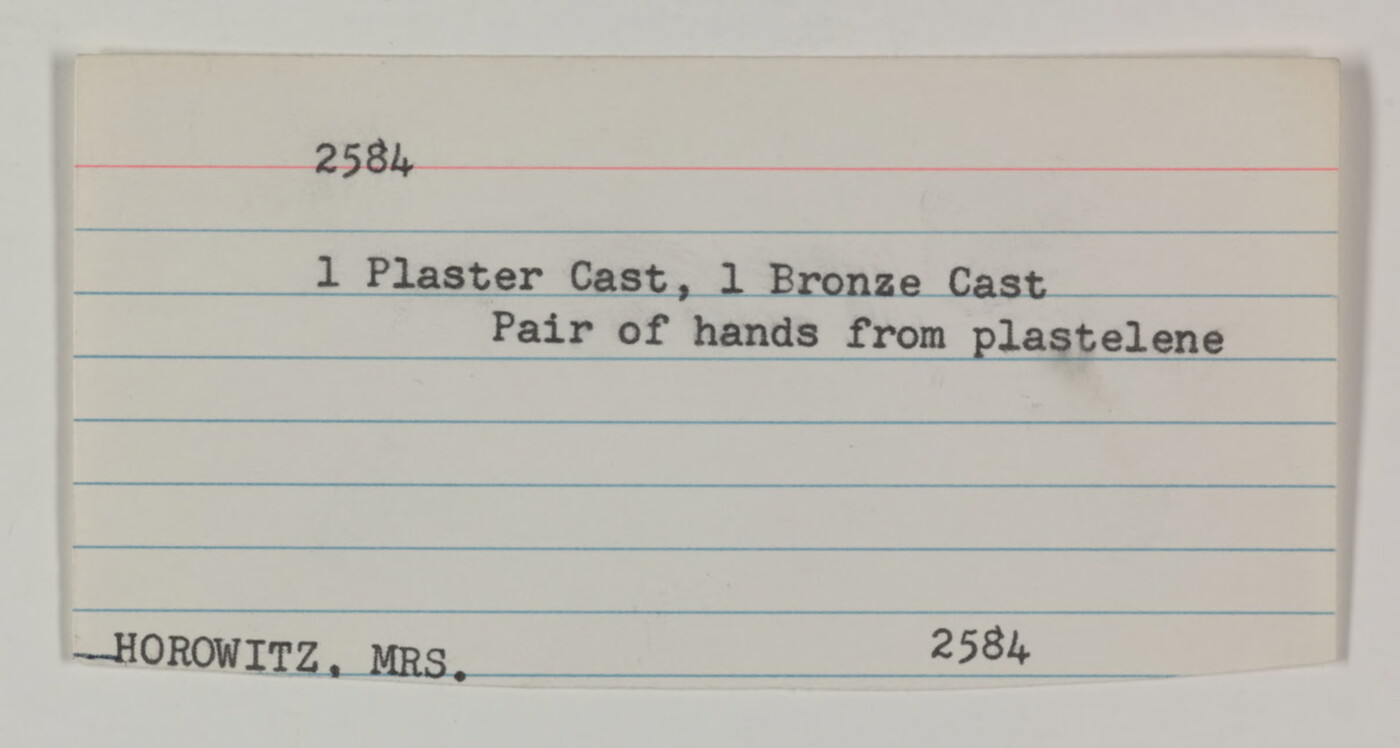 2584
1 Plaster Cast, 1 Bronze Cast
Pair of hands from plastelene
HOROWITZ, MRS. 2584